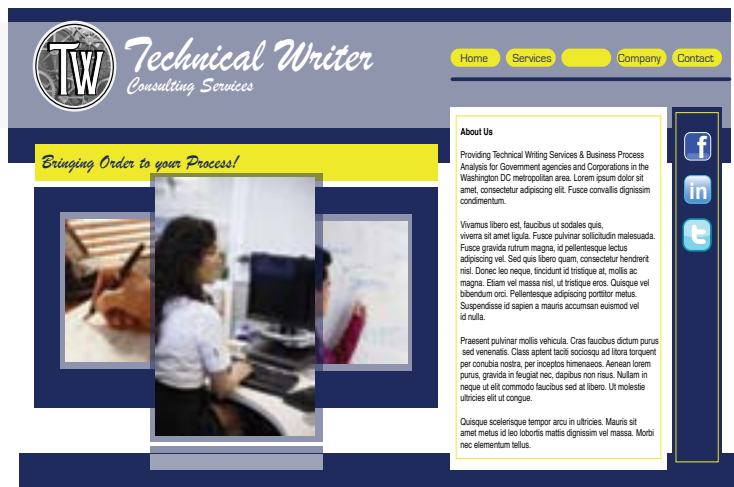 TW
Technical Writer
Consulting Services
Home
Services
Company
Contact
Bringing Order to your Process!
About Us
Providing Technical Writing Services & Business Process
Analysis for Government agencies and Corporations in the
Washington DC metropolitan area. Lorem ipsum dolor sit
amet, consectetur adipiscing elit. Fusce convallis dignissim
condimentum.
Vivamus libero est, faucibus ut sodales quis,
viverra sit amet ligula. Fusce pulvinar sollicitudin malesuada.
Fusce gravida rutrum magna, id pellentesque lectus
adipiscing vel. Sed quis libero quam, consectetur hendrerit
nisl. Donec leo neque, tincidunt id tristique at, mollis ac
magna. Etiam vel massa nisl, ut tristique eros. Quisque vel
bibendum orci. Pellentesque adipiscing porttitor metus.
Suspendisse id sapien a mauris accumsan euismod vel
id nulla.
Praesent pulvinar mollis vehicula. Cras faucibus dictum purus
sed venenatis. Class aptent taciti sociosqu ad litora torquent
per conubia nostra, per inceptos himenaeos. Aenean lorem
purus, gravida in feugiat nec, dapibus non risus. Nullam in
neque ut elit commodo faucibus sed at libero. Ut molestie
ultricies elit ut congue.
Quisque scelerisque tempor arcu in ultricies. Mauris sit
amet metus id leo lobortis mattis dignissim vel massa. Morbi
nec elementum tellus.
f
in
t